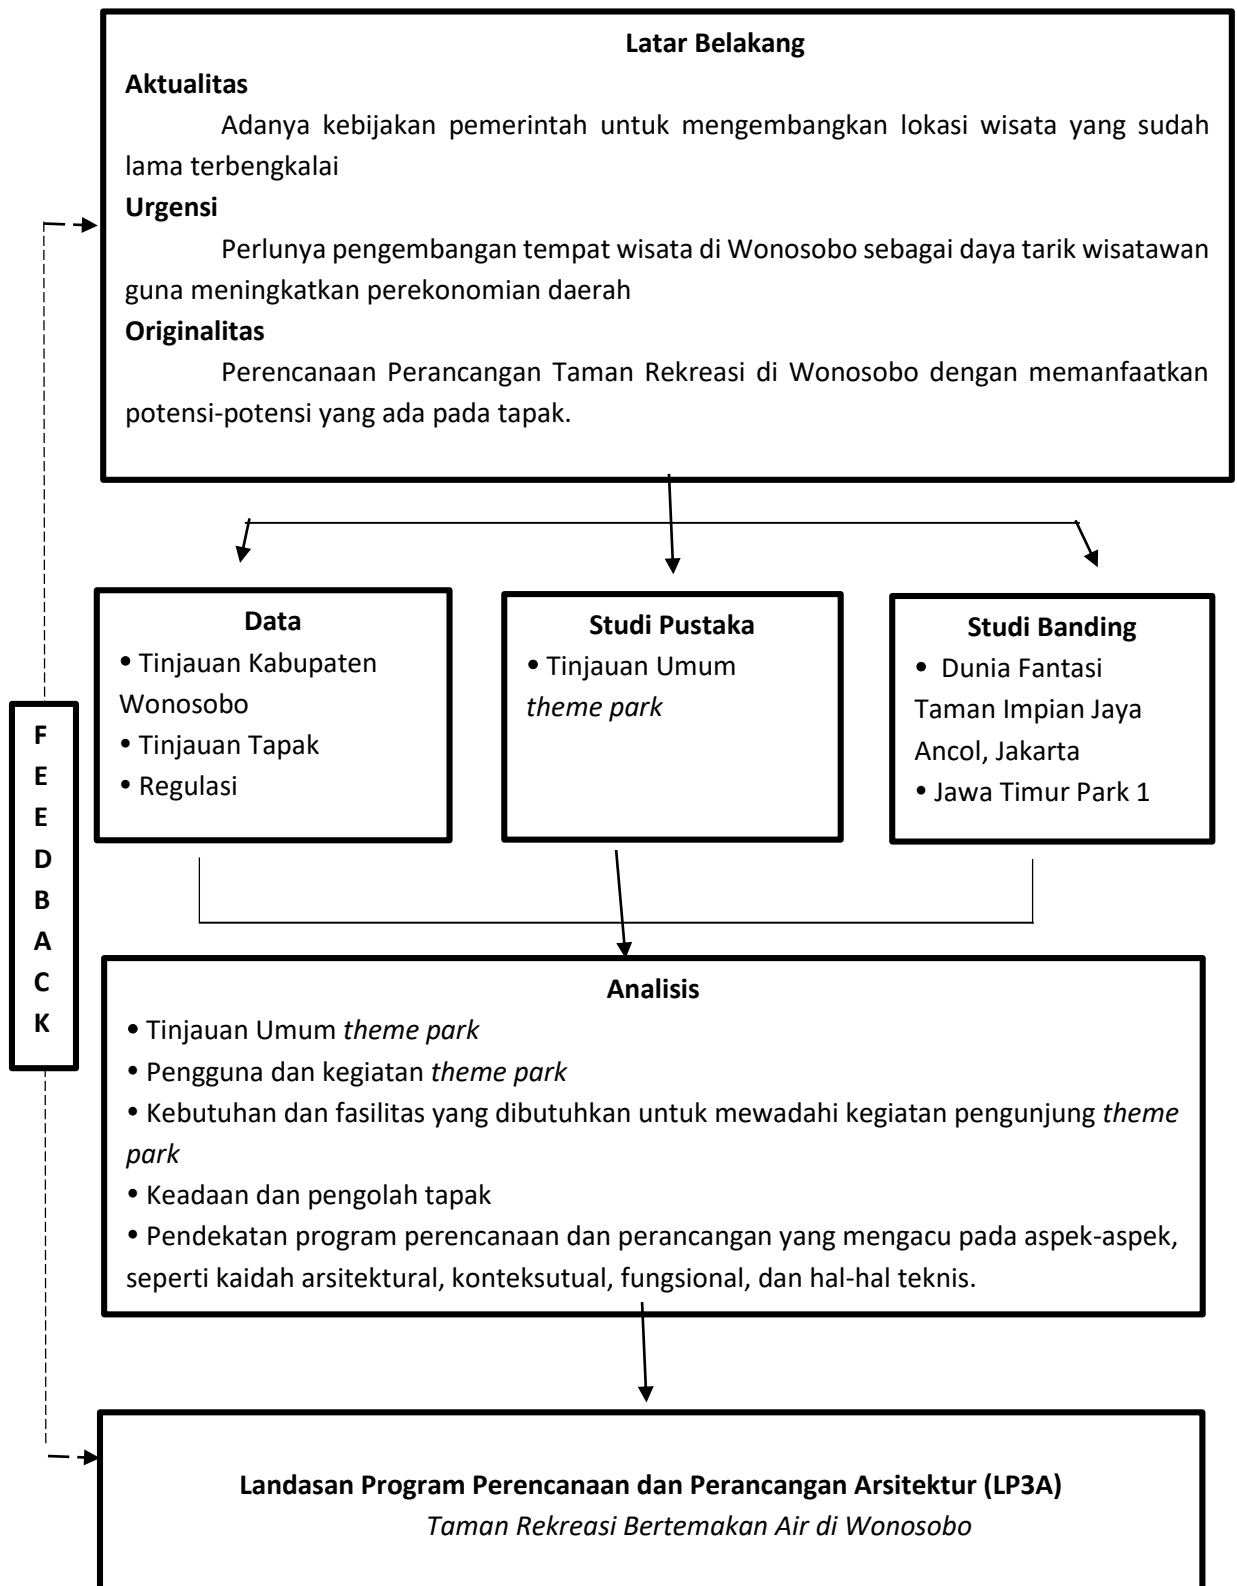 Latar Belakang
Aktualitas
Adanya kebijakan pemerintah untuk mengembangkan lokasi wisata yang sudah
lama terbengkalai
Urgensi
Perlunya pengembangan tempat wisata di Wonosobo sebagai daya tarik wisatawan
guna meningkatkan perekonomian daerah
Originalitas
Perencanaan Perancangan Taman Rekreasi di Wonosobo dengan memanfaatkan
potensi-potensi yang ada pada tapak.
Data
• Tinjauan Kabupaten
Wonosobo
• Tinjauan Tapak
• Regulasi
Studi Pustaka
• Tinjauan Umum
theme park
Studi Banding
• Dunia Fantasi
Taman Impian Jaya
Ancol, Jakarta
• Jawa Timur Park 1
F
E
E
D
B
A
C
K
Analisis
• Tinjauan Umum theme park
• Pengguna dan kegiatan theme park
• Kebutuhan dan fasilitas yang dibutuhkan untuk mewadahi kegiatan pengunjung theme
park
• Keadaan dan pengolah tapak
• Pendekatan program perencanaan dan perancangan yang mengacu pada aspek-aspek,
seperti kaidah arsitektural, konteksutual, fungsional, dan hal-hal teknis.
Landasan Program Perencanaan dan Perancangan Arsitektur (LP3A)
Taman Rekreasi Bertemakan Air di Wonosobo